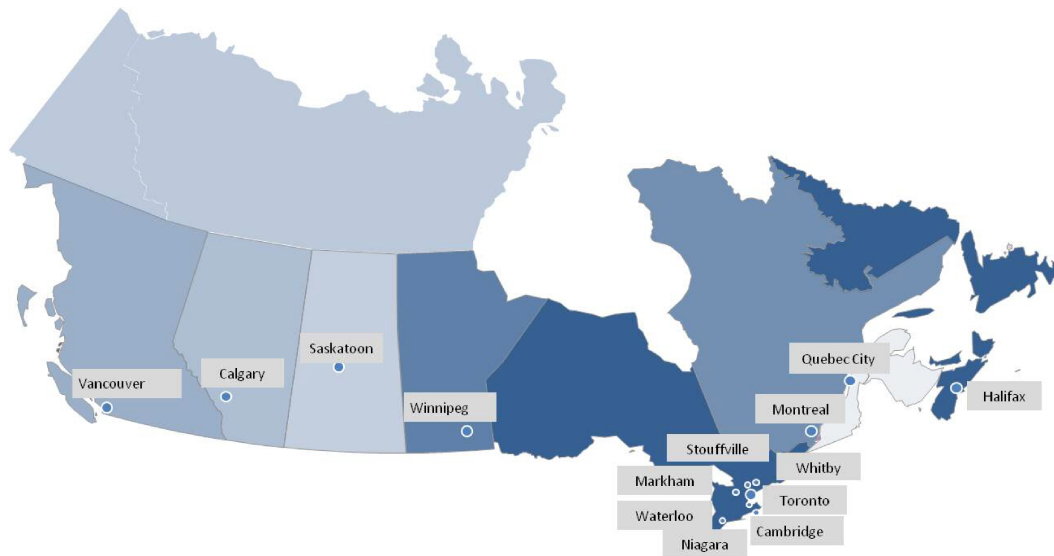 Saskatoon
Quebec City
Calgary
Vancouver
Halifax
Winnipeg
Montreal
Stouffville
Whitby
Markham
Toronto
Waterloo
Cambridge
Niagara